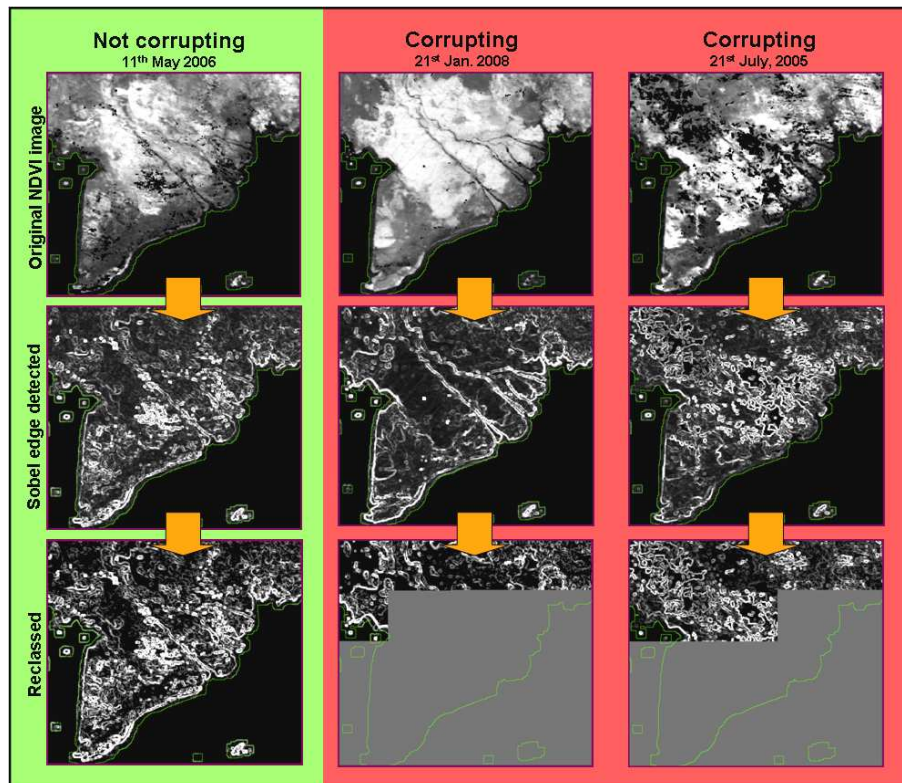 Not corrupting
11th May 2006
Corrupting
21st Jan. 2008
Corrupting
21st July, 2005
Original NDVI image
Sobel edge detected
Reclassed